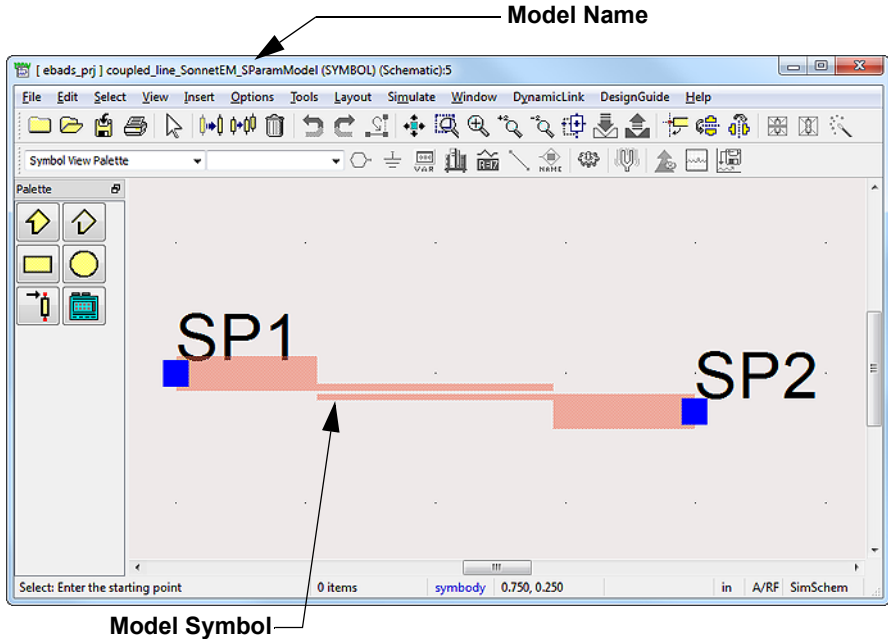 Model Name
[ ebads_prj ] coupled_line_SonnetEM_SParamModel (SYMBOL) (Schematic):5
File Edit Select View Insert Options Tools Layout Simulate Window DynamicLink DesignGuide Help
Symbol View Palette
VAR
NAME
Palette
SP1
SP2
Select: Enter the starting point 0 items symbody 0.750, 0.250 in A/RF SimSchem
Model Symbol